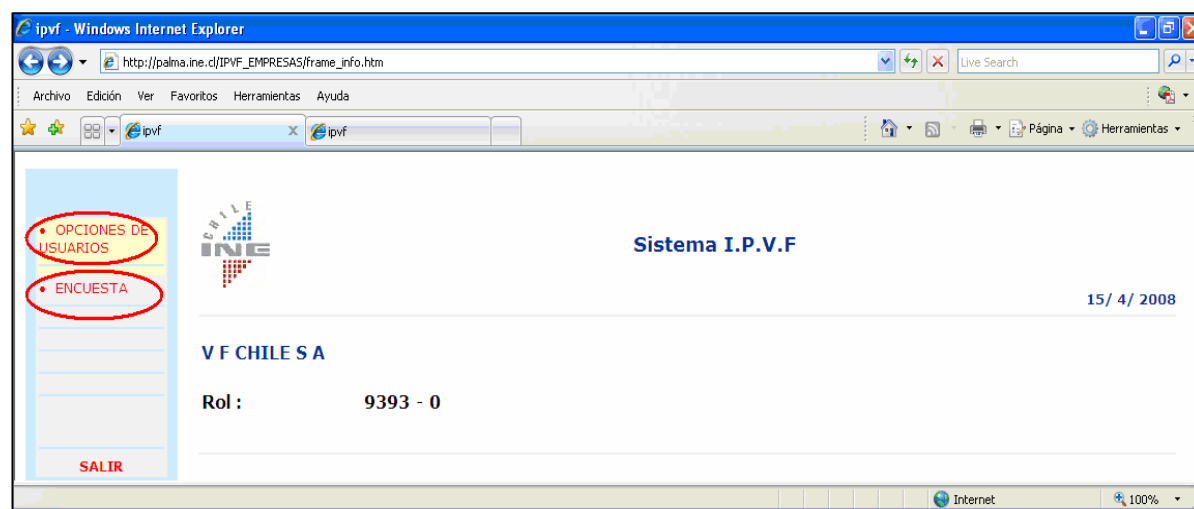 ipvf - Windows Internet Explorer
http://palma.ine.cl/IPVF_EMPRESAS/frame_info.htm
Live Search
Archivo Edición Ver Favoritos Herramientas Ayuda
ipvf
ipvf
Página
Herramientas
• OPCIONES DE
USUARIOS
• ENCUESTA
SALIR
CHILE
INE
Sistema I.P.V.F
15/ 4/ 2008
V F CHILE S A
Rol : 9393 - 0
Internet
100%